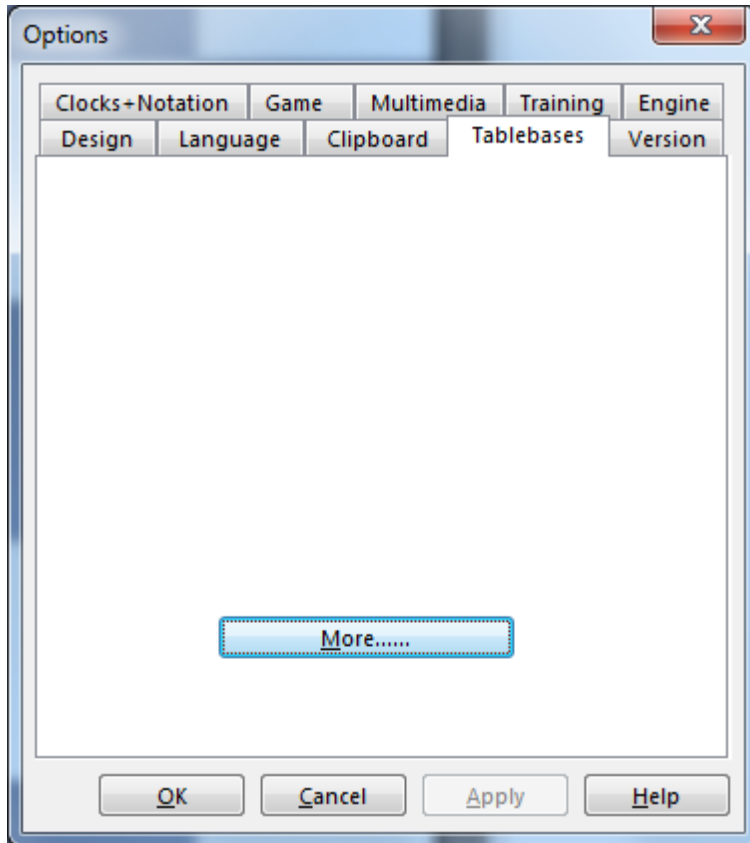 Options
Clocks+Notation Game Multimedia Training Engine
Design Language Clipboard Tablebases Version
More......
OK Cancel Apply Help